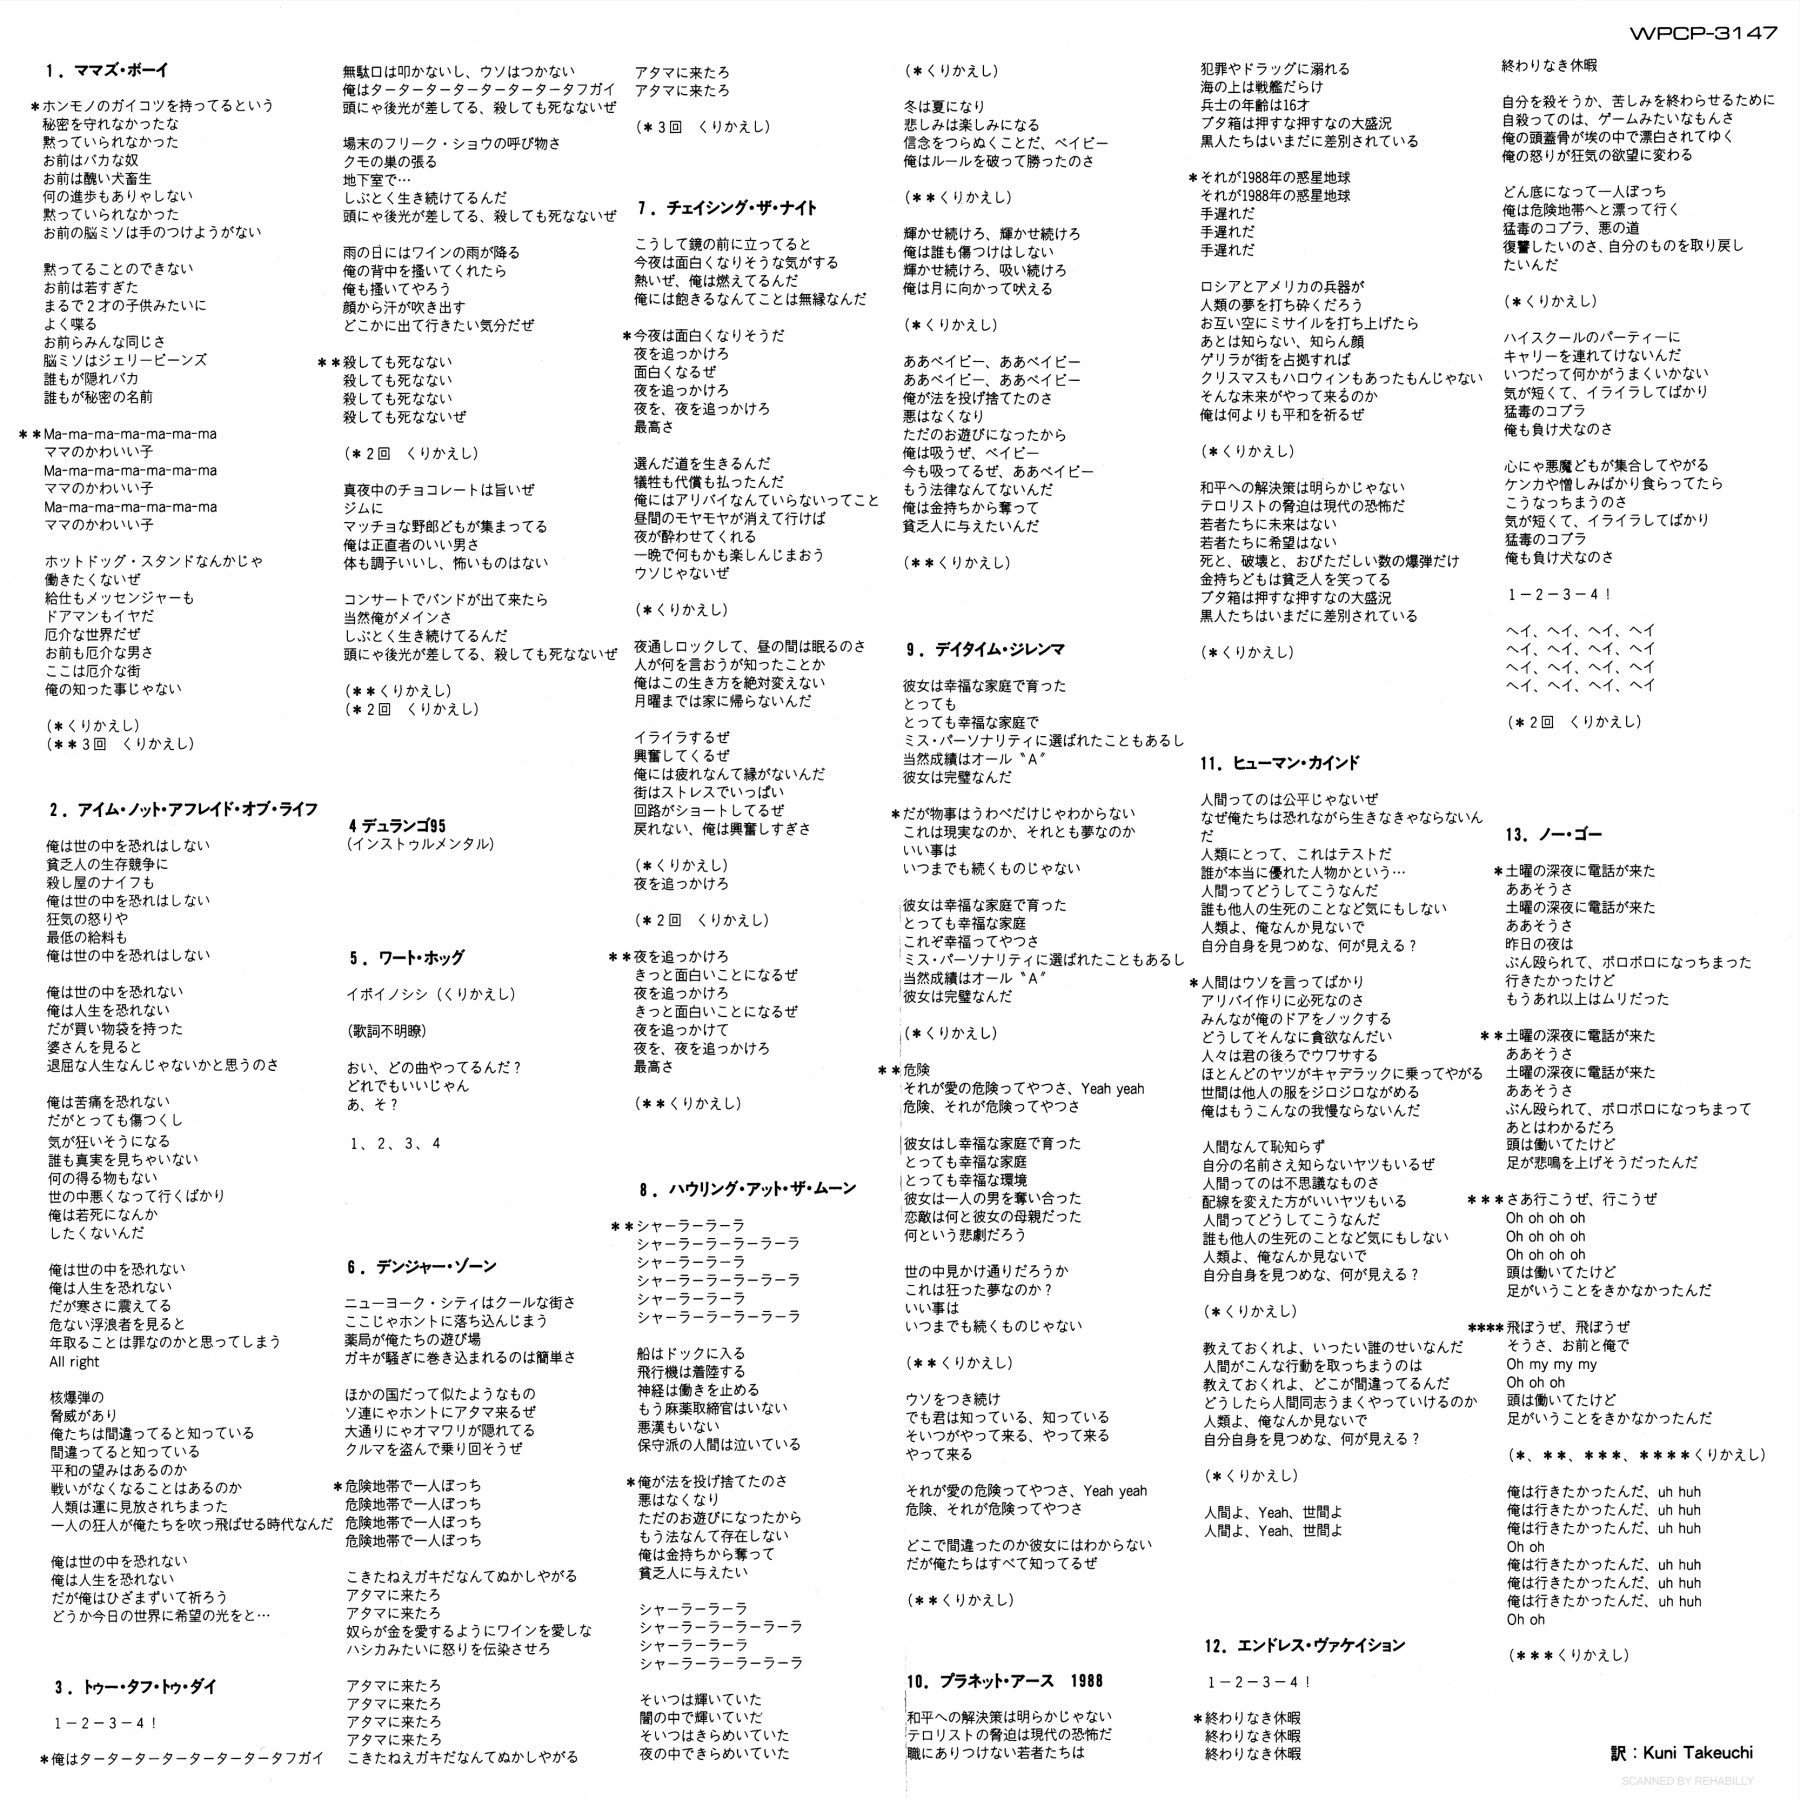 WPCP-3147
1．ママズ・ボーイ
＊ホンモノのガイコツを持ってるという
秘密を守れなかったな
黙っていられなかった
お前はバカな奴
お前は醜い犬畜生
何の進歩もありゃしない
黙っていられなかった
お前の脳ミソは手のつけようがない
黙ってることのできない
お前は若すぎた
まるで２才の子供みたいに
よく喋る
お前らみんな同じさ
脳ミソはジェリービーンズ
誰もが隠れバカ
誰もが秘密の名前
＊＊Ma-ma-ma-ma-ma-ma-ma
ママのかわいい子
Ma-ma-ma-ma-ma-ma-ma
ママのかわいい子
Ma-ma-ma-ma-ma-ma-ma
ママのかわいい子
ホットドッグ・スタンドなんかじゃ
働きたくないぜ
給仕もメッセンジャーも
ドアマンもイヤだ
厄介な世界だぜ
お前も厄介な男さ
ここは厄介な街
俺の知った事じゃない
（＊くりかえし）
（＊＊３回　くりかえし）
2．アイム・ノット・アフレイド・オブ・ライフ
俺は世の中を恐れはしない
貧乏人の生存競争に
殺し屋のナイフも
俺は世の中を恐れはしない
狂気の怒りや
最低の給料も
俺は世の中を恐れはしない
俺は世の中を恐れない
俺は人生を恐れない
だが買い物袋を持った
婆さんを見ると
退屈な人生なんじゃないかと思うのさ
俺は苦痛を恐れない
だがとっても傷つくし
気が狂いそうになる
誰も真実を見ちゃいない
何の得る物もない
世の中悪くなって行くばかり
俺は若死になんか
したくないんだ
俺は世の中を恐れない
俺は人生を恐れない
だが寒さに震えてる
危ない浮浪者を見ると
年取ることは罪なのかと思ってしまう
All right
核爆弾の
脅威があり
俺たちは間違ってると知っている
間違ってると知っている
平和の望みはあるのか
戦いがなくなることはあるのか
人類は運に見放されちまった
一人の狂人が俺たちを吹っ飛ばせる時代なんだ
俺は世の中を恐れない
俺は人生を恐れない
だが俺はひざまずいて祈ろう
どうか今日の世界に希望の光をと…
3．トゥー・タフ・トゥ・ダイ
１－２－３－４！
＊俺はターターターターターターターターターフガイ
無駄口は叩かないし、ウソはつかない
俺はターターターターターターターターフガイ
頭にゃ後光が差してる、殺しても死なないぜ
場末のフリーク・ショウの呼び物さ
クモの巣の張る
地下室で…
しぶとく生き続けてるんだ
頭にゃ後光が差してる、殺しても死なないぜ
雨の日にはワインの雨が降る
俺の背中を掻いてくれたら
俺も掻いてやろう
顔から汗が吹き出す
どこかに出て行きたい気分だぜ
＊＊殺しても死なない
殺しても死なない
殺しても死なない
殺しても死なないぜ
（＊２回　くりかえし）
真夜中のチョコレートは旨いぜ
ジムに
マッチョな野郎どもが集まってる
俺は正直者のいい男さ
体も調子いいし、怖いものはない
コンサートでバンドが出て来たら
当然俺がメインさ
しぶとく生き続けてるんだ
頭にゃ後光が差してる、殺しても死なないぜ
（＊＊くりかえし）
（＊２回　くりかえし）
4 デュランゴ95
（インストゥルメンタル）
5．ワート・ホッグ
イボイノシシ（くりかえし）
（歌詞不明瞭）
おい、どの曲やってるんだ？
どれでもいいじゃん
あ、そ？
１、２、３、４
6．デンジャー・ゾーン
ニューヨーク・シティはクールな街さ
ここじゃホントに落ち込んじまう
薬局が俺たちの遊び場
ガキが騒ぎに巻き込まれるのは簡単さ
ほかの国だって似たようなもの
ソ連にゃホントにアタマ来るぜ
大通りにゃオマワリが隠れてる
クルマを盗んで乗り回そうぜ
＊危険地帯で一人ぼっち
危険地帯で一人ぼっち
危険地帯で一人ぼっち
危険地帯で一人ぼっち
こきたねえガキだなんてぬかしやがる
アタマに来たろ
アタマに来たろ
奴らが金を愛するようにワインを愛しな
ハシカみたいに怒りを伝染させろ
アタマに来たろ
アタマに来たろ
アタマに来たろ
アタマに来たろ
こきたねえガキだなんてぬかしやがる
アタマに来たろ
アタマに来たろ
（＊３回　くりかえし）
7．チェイシング・ザ・ナイト
こうして鏡の前に立ってると
今夜は面白くなりそうな気がする
熱いぜ、俺は燃えてるんだ
俺には飽きるなんてことは無縁なんだ
＊今夜は面白くなりそうだ
夜を追っかけろ
面白くなるぜ
夜を追っかけろ
夜を、夜を追っかけろ
最高さ
選んだ道を生きるんだ
犠牲も代償も払ったんだ
俺にはアリバイなんていらないってこと
昼間のモヤモヤが消えて行けば
夜が酔わせてくれる
一晩で何もかも楽しんじまおう
ウソじゃないぜ
（＊くりかえし）
夜通しロックして、昼の間は眠るのさ
人が何を言おうが知ったことか
俺はこの生き方を絶対変えない
月曜までは家に帰らないんだ
イライラするぜ
興奮してくるぜ
俺には疲れなんて縁がないんだ
街はストレスでいっぱい
回路がショートしてるぜ
戻れない、俺は興奮しすぎさ
（＊くりかえし）
夜を追っかけろ
（＊２回　くりかえし）
＊＊夜を追っかけろ
きっと面白いことになるぜ
夜を追っかけろ
きっと面白いことになるぜ
夜を追っかけて
夜を、夜を追っかけろ
最高さ
（＊＊くりかえし）
8．ハウリング・アット・ザ・ムーン
＊＊シャーラーラーラ
シャーラーラーラーラーラ
シャーラーラーラ
シャーラーラーラーラーラ
シャーラーラーラ
シャーラーラーラーラーラ
船はドックに入る
飛行機は着陸する
神経は働きを止める
もう麻薬取締官はいない
悪漢もいない
保守派の人間は泣いている
＊俺が法を投げ捨てたのさ
悪はなくなり
ただのお遊びになったから
もう法なんて存在しない
俺は金持ちから奪って
貧乏人に与えたい
シャーラーラーラ
シャーラーラーラーラーラ
シャーラーラーラ
シャーラーラーラーラーラ
そいつは輝いていた
闇の中で輝いていた
そいつはきらめいていた
夜の中できらめいていた
（＊くりかえし）
冬は夏になり
悲しみは楽しみになる
信念をつらぬくことだ、ベイビー
俺はルールを破って勝ったのさ
（＊＊くりかえし）
輝かせ続けろ、輝かせ続けろ
俺は誰も傷つけはしない
輝かせ続けろ、吸い続けろ
俺は月に向かって吠える
（＊くりかえし）
ああベイビー、ああベイビー
ああベイビー、ああベイビー
俺が法を投げ捨てたのさ
悪はなくなり
ただのお遊びになったから
俺は吸うぜ、ベイビー
今も吸ってるぜ、ああベイビー
もう法律なんてないんだ
俺は金持ちから奪って
貧乏人に与えたいんだ
（＊＊くりかえし）
9．デイタイム・ジレンマ
彼女は幸福な家庭で育った
とっても
とっても幸福な家庭で
ミス・パーソナリティに選ばれたこともあるし
当然成績はオール〝A〟
彼女は完璧なんだ
＊だが物事はうわべだけじゃわからない
これは現実なのか、それとも夢なのか
いい事は
いつまでも続くものじゃない
彼女は幸福な家庭で育った
とっても幸福な家庭
これぞ幸福ってやつさ
ミス・パーソナリティに選ばれたこともあるし
当然成績はオール〝A〟
彼女は完璧なんだ
（＊くりかえし）
＊＊危険
それが愛の危険ってやつさ、Yeah yeah
危険、それが危険ってやつさ
彼女はし幸福な家庭で育った
とっても幸福な家庭
とっても幸福な環境
彼女は一人の男を奪い合った
恋敵は何と彼女の母親だった
何という悲劇だろう
世の中見かけ通りだろうか
これは狂った夢なのか？
いい事は
いつまでも続くものじゃない
（＊＊くりかえし）
ウソをつき続け
でも君は知っている、知っている
そいつがやって来る、やって来る
やって来る
それが愛の危険ってやつさ、Yeah yeah
危険、それが危険ってやつさ
どこで間違ったのか彼女にはわからない
だが俺たちはすべて知ってるぜ
（＊＊くりかえし）
10．プラネット・アース　1988
和平への解決策は明らかじゃない
テロリストの脅迫は現代の恐怖だ
職にありつけない若者たちは
犯罪やドラッグに溺れる
海の上は戦艦だらけ
兵士の年齢は16才
ブタ箱は押すな押すなの大盛況
黒人たちはいまだに差別されている
＊それが1988年の惑星地球
それが1988年の惑星地球
手遅れだ
手遅れだ
手遅れだ
ロシアとアメリカの兵器が
人類の夢を打ち砕くだろう
お互い空にミサイルを打ち上げたら
あとは知らない、知らん顔
ゲリラが街を占拠すれば
クリスマスもハロウィンもあったもんじゃない
そんな未来がやって来るのか
俺は何よりも平和を祈るぜ
（＊くりかえし）
和平への解決策は明らかじゃない
テロリストの脅迫は現代の恐怖だ
若者たちに未来はない
若者たちに希望はない
死と、破壊と、おびただしい数の爆弾だけ
金持ちどもは貧乏人を笑ってる
ブタ箱は押すな押すなの大盛況
黒人たちはいまだに差別されている
（＊くりかえし）
11．ヒューマン・カインド
人間ってのは公平じゃないぜ
なぜ俺たちは恐れながら生きなきゃならないん
だ
人類にとって、これはテストだ
誰が本当に優れた人物かという…
人間ってどうしてこうなんだ
誰も他人の生死のことなど気にもしない
人類よ、俺なんか見ないで
自分自身を見つめな、何が見える？
＊人間はウソを言ってばかり
アリバイ作りに必死なのさ
みんなが俺のドアをノックする
どうしてそんなに貪欲なんだい
人々は君の後ろでウワサする
ほとんどのヤツがキャデラックに乗ってやがる
世間は他人の服をジロジロながめる
俺はもうこんなの我慢ならないんだ
人間なんて恥知らず
自分の名前さえ知らないヤツもいるぜ
人間ってのは不思議なものさ
配線を変えた方がいいヤツもいる
人間ってどうしてこうなんだ
誰も他人の生死のことなど気にもしない
人類よ、俺なんか見ないで
自分自身を見つめな、何が見える？
（＊くりかえし）
教えておくれよ、いったい誰のせいなんだ
人間がこんな行動を取っちまうのは
教えておくれよ、どこが間違ってるんだ
どうしたら人間同志うまくやっていけるのか
人類よ、俺なんか見ないで
自分自身を見つめな、何が見える？
（＊くりかえし）
人間よ、Yeah、世間よ
人間よ、Yeah、世間よ
12．エンドレス・ヴァケイション
１－２－３－４！
＊終わりなき休暇
終わりなき休暇
終わりなき休暇
終わりなき休暇
自分を殺そうか、苦しみを終わらせるために
自殺ってのは、ゲームみたいなもんさ
俺の頭蓋骨が埃の中で漂白されてゆく
俺の怒りが狂気の欲望に変わる
どん底になって一人ぼっち
俺は危険地帯へと漂って行く
猛毒のコブラ、悪の道
復讐したいのさ、自分のものを取り戻し
たいんだ
（＊くりかえし）
ハイスクールのパーティーに
キャリーを連れてけないんだ
いつだって何かがうまくいかない
気が短くて、イライラしてばかり
猛毒のコブラ
俺も負け犬なのさ
心にゃ悪魔どもが集合してやがる
ケンカや憎しみばかり食らってたら
こうなっちまうのさ
気が短くて、イライラしてばかり
猛毒のコブラ
俺も負け犬なのさ
１－２－３－４！
ヘイ、ヘイ、ヘイ、ヘイ
ヘイ、ヘイ、ヘイ、ヘイ
ヘイ、ヘイ、ヘイ、ヘイ
ヘイ、ヘイ、ヘイ、ヘイ
（＊２回　くりかえし）
13．ノー・ゴー
＊土曜の深夜に電話が来た
ああそうさ
土曜の深夜に電話が来た
ああそうさ
昨日の夜は
ぶん殴られて、ボロボロになっちまった
行きたかったけど
もうあれ以上はムリだった
＊＊土曜の深夜に電話が来た
ああそうさ
土曜の深夜に電話が来た
ああそうさ
ぶん殴られて、ボロボロになっちまって
あとはわかるだろ
頭は働いてたけど
足が悲鳴を上げそうだったんだ
＊＊＊さあ行こうぜ、行こうぜ
Oh oh oh oh
Oh oh oh oh
Oh oh oh oh
頭は働いてたけど
足がいうことをきかなかったんだ
＊＊＊＊飛ぼうぜ、飛ぼうぜ
そうさ、お前と俺で
Oh my my my
Oh oh oh
頭は働いてたけど
足がいうことをきかなかったんだ
（＊、＊＊、＊＊＊、＊＊＊＊くりかえし）
俺は行きたかったんだ、uh huh
俺は行きたかったんだ、uh huh
俺は行きたかったんだ、uh huh
Oh oh
俺は行きたかったんだ、uh huh
俺は行きたかったんだ、uh huh
俺は行きたかったんだ、uh huh
Oh oh
（＊＊＊くりかえし）
訳：Kuni Takeuchi
SCANNED BY REHABILLY